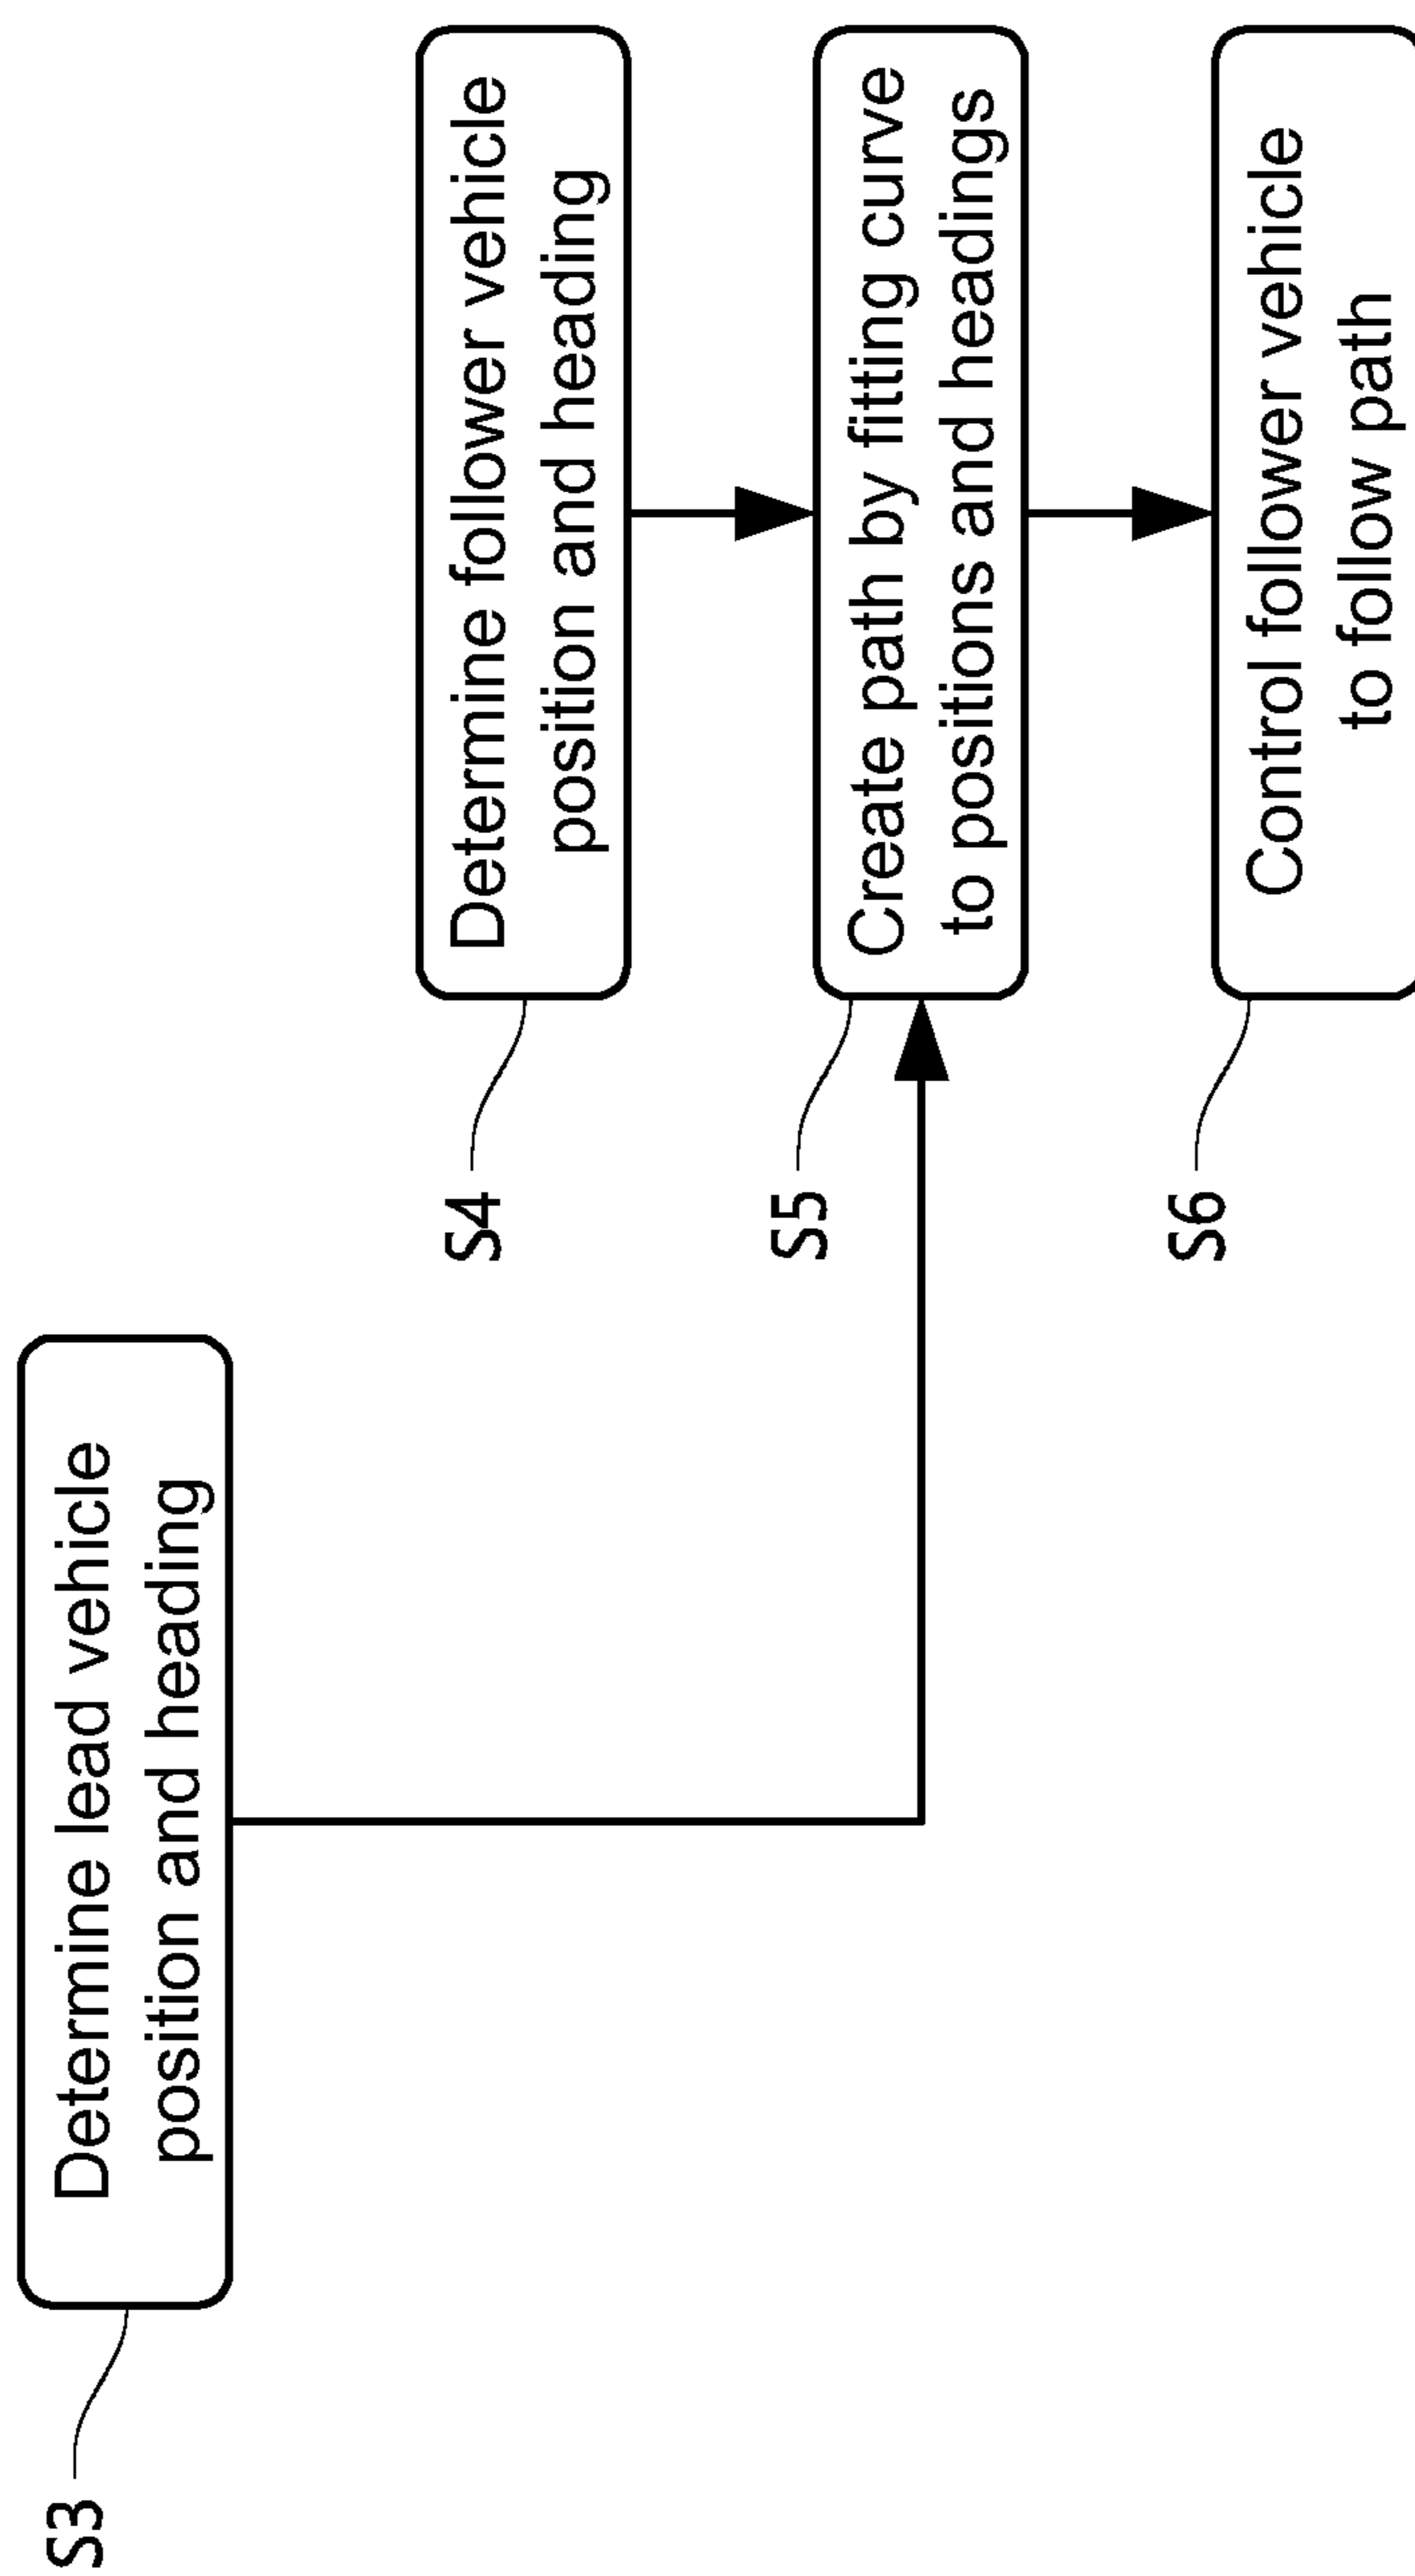 S3
Determine lead vehicle
position and heading
S4
Determine follower vehicle
position and heading
S5
Create path by fitting curve
to positions and headings
S6
Control follower vehicle
to follow path